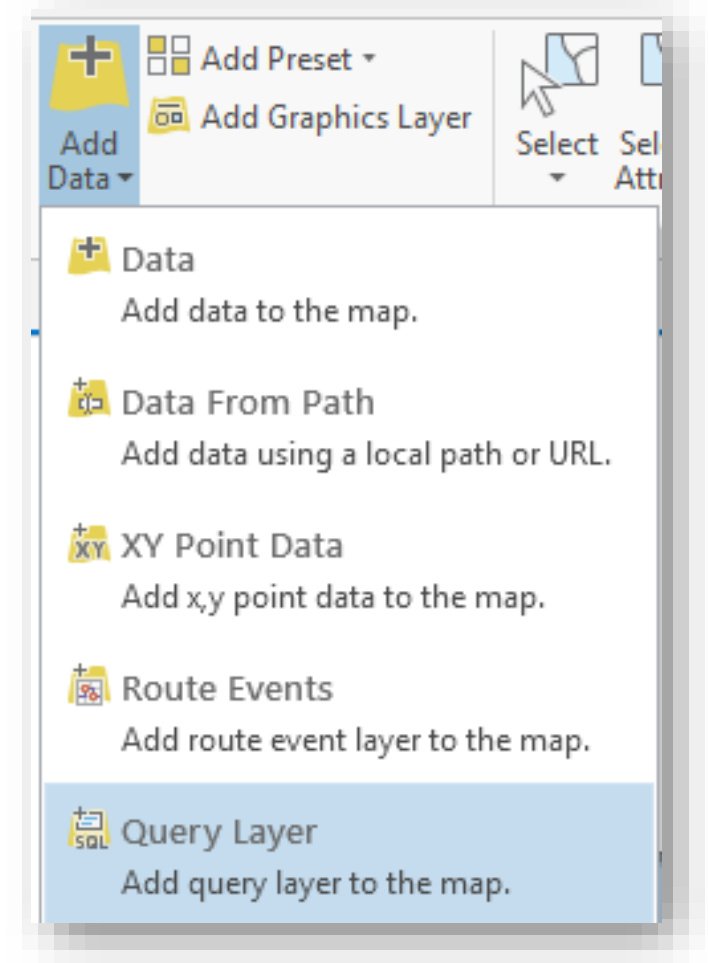 Add Preset
Add Graphics Layer
Add
Data
Select
Data
Add data to the map.
Data From Path
Add data using a local path or URL.
XY
XY Point Data
Add x,y point data to the map.
Route Events
Add route event layer to the map.
SQL
Query Layer
Add query layer to the map.